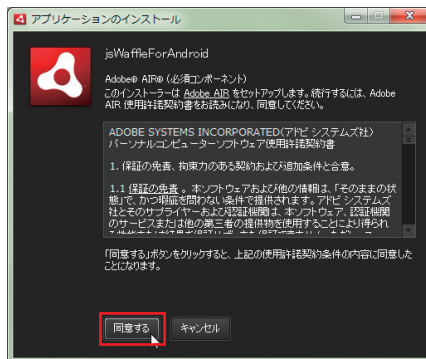 アプリケーションのインストール
jsWaffleForAndroid
Adobe® AIR® (必須コンポーネント)
このインストーラーは Adobe AIR をセットアップします。続行するには、Adobe
AIR 使用許諾契約書をお読みになり、同意してください。
ADOBE SYSTEMS INCORPORATED(アドビ システムズ社)
パーソナルコンピューターソフトウェア使用許諾契約書
1. 保証の免責、拘束力のある契約および追加条件と合意。
1.1 保証の免責 。本ソフトウェアおよび他の情報は、「そのままの状
態」で、かつ瑕疵を問わない条件で提供されます。アドビ システムズ
社とそのサプライヤーおよび認証機関は、本ソフトウェア、認証機関
のサービスまたは他の第三者の提供物を使用することにより得られ
「同意する」ボタンをクリックすると、上記の使用許諾契約条件の内容に同意した
ことになります。
同意する
キャンセル